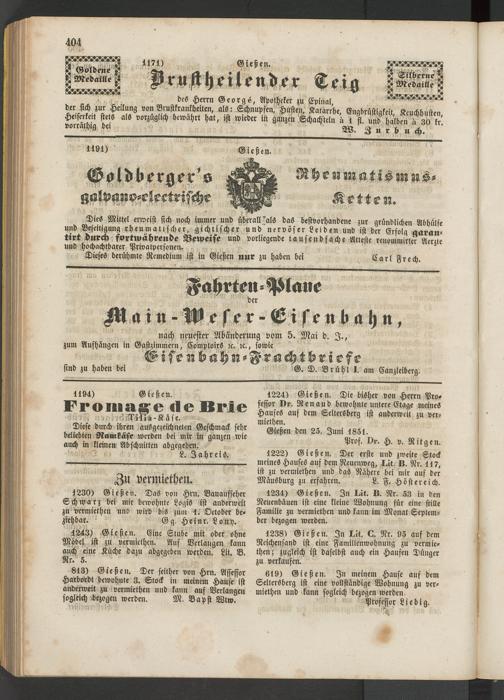 404
1171) Gießen.
Goldene Medaille
Brustheilender Teig
Silberne Medaille
des Herrn Georgé, Apotheker zu Epinal,
der sich zur Heilung von Brustkrankheiten, als: Schnupfen, Husten, Katarrhe, Engbrüstigkeit, Keuchhusten,
Heiserkeit stets als vorzüglich bewährt hat, ist wieder in ganzen Schachteln à 1 fl. und halben à 30 kr.
vorräthig bei W. Jurbuch.
1191) Gießen.
Goldberger's Rheumatismus-
galvano-electrische Ketten.
Dies Mittel erweist sich noch immer und überall als das bestvorhandene zur gründlichen Abhülfe
und Beseitigung rheumatischer, gichtischer und nervöser Leiden und ist der Erfolg garan-
tirt durch fortwährende Beweise und vorliegende tausendfache Atteste renommirter Aerzte
und hochachtbarer Privatpersonen.
Dieses berühmte Remedium ist in Gießen nur zu haben bei Carl Frech.
Fahrten-Plane
der
Main-Weser-Eisenbahn,
nach neuester Abänderung vom 5. Mai d. J.,
zum Aufhängen in Gastzimmern, Comptoirs ꝛc. ꝛc., sowie
Eisenbahn-Frachtbriefe
sind zu haben bei G. D. Brühl I. am Canzleiberg.
1194) Gießen.
Fromage de Brie
Diese durch ihren ausgezeichneten Geschmack sehr
beliebten Rauukäse werden bei mir in ganzen wie
auch in kleinen Abschnitten abgegeben.
L. Jahreis.
Zu vermiethen.
1230) Gießen. Das von Hrn. Bauaufseher
Schwarz bei mir bewohnte Logis ist anderweit
zu vermiethen und wird bis zum 1. October be-
ziehbar. Gg. Heinr. Lony.
1243) Gießen. Eine Stube mit oder ohne
Möbel ist zu vermiethen. Auf Verlangen kann
auch eine Küche dazu abgegeben werden. Lit. B.
Nr. 5.
813) Gießen. Der seither von Hrn. Assessor
Hartordt bewohnte 3. Stock in meinem Hause ist
anderweit zu vermiethen und kann auf Verlangen
sogleich bezogen werden. M. Bapst Wtw.
1224) Gießen. Die bisher von Herrn Pro-
fessor Dr. Renaud bewohnte untere Etage meines
Hauses auf dem Seltersberg ist anderweit zu ver-
miethen.
Gießen den 25. Juni 1851.
Prof. Dr. H. v. Ritgen.
1222) Gießen. Der erste und zweite Stock
meines Hauses auf dem Neuenweg, Lit. B. Nr. 117,
ist zu vermiethen und das Nähere bei mir auf der
Mäusburg zu erfahren. L. F. Höstereich.
1234) Gießen. In Lit. B. Nr. 53 in den
Neuenbäuen ist eine kleine Wohnung für eine stille
Familie zu vermiethen und kann im Monat Septem-
ber bezogen werden.
1238) Gießen. In Lit. C. Nr. 95 auf dem
Reichensand ist eine Familienwohnung zu vermie-
then; zugleich ist daselbst auch ein Haufen Dünger
zu verkaufen.
619) Gießen. In meinem Hause auf dem
Seltersberg ist eine vollständige Wohnung zu ver-
miethen und kann sogleich bezogen werden.
Professor Liebig.